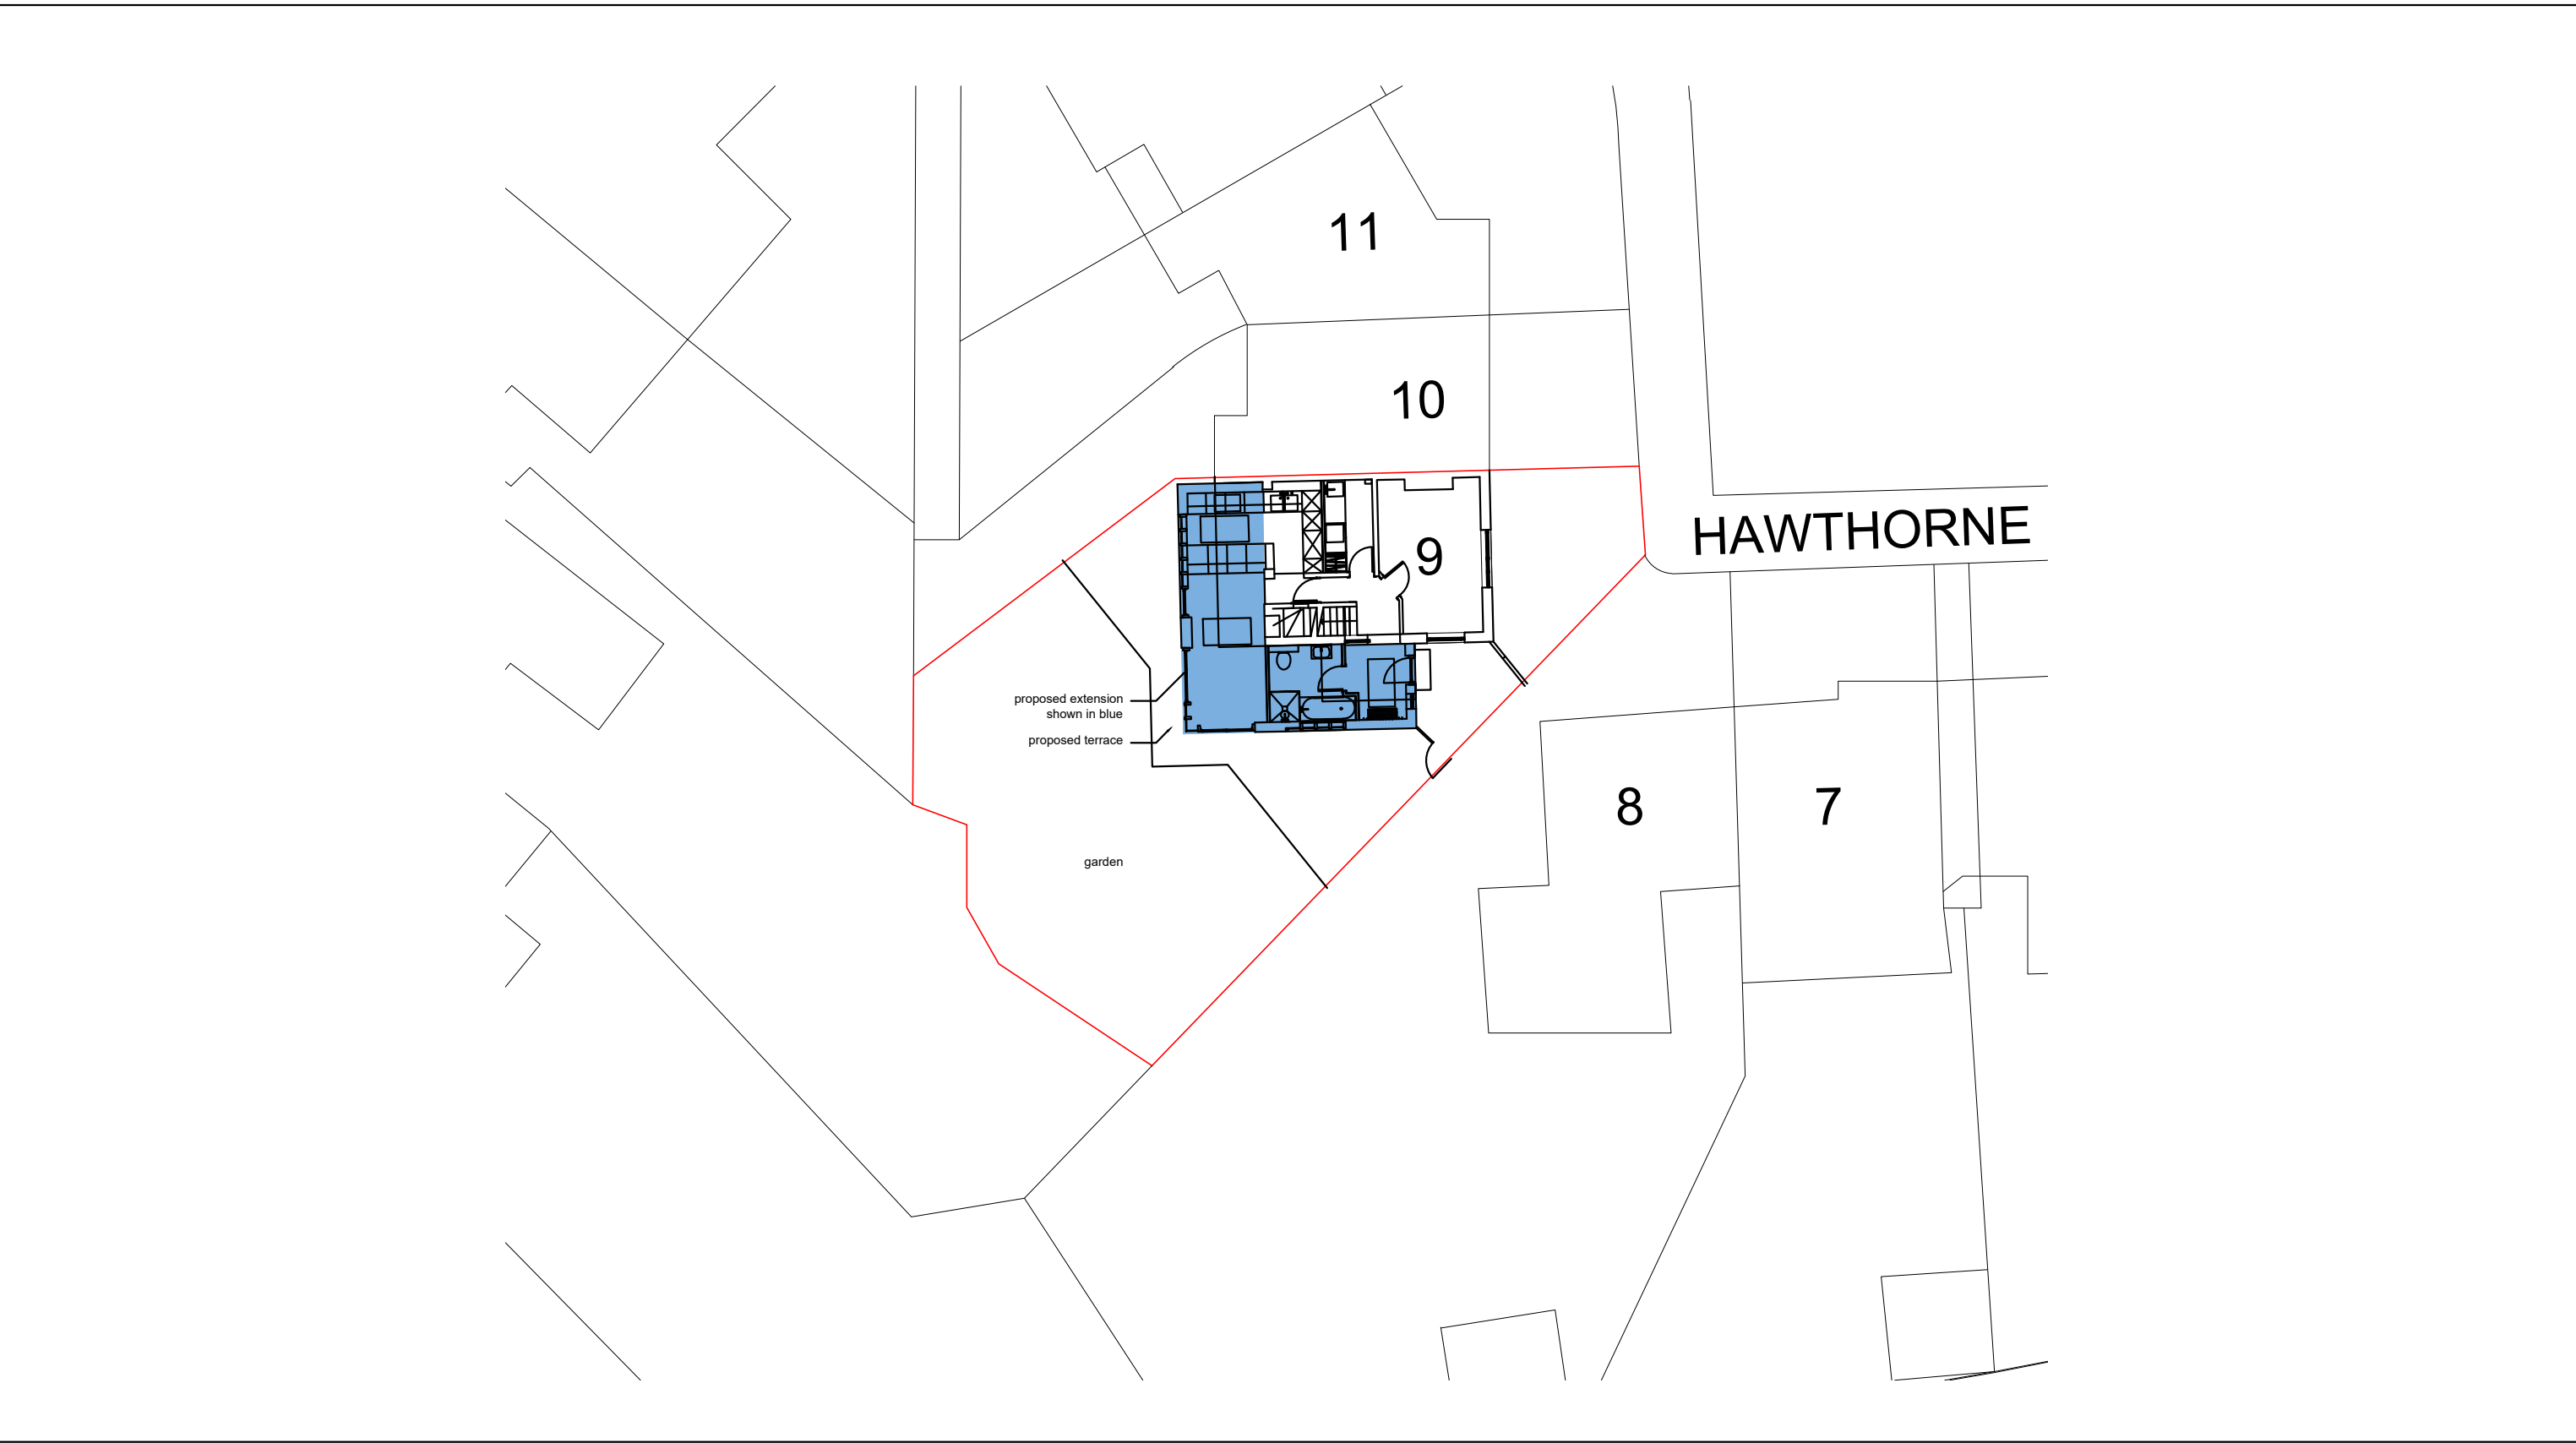 11
10
HAWTHORNE
9
proposed extension
shown in blue
proposed terrace
8
7
garden